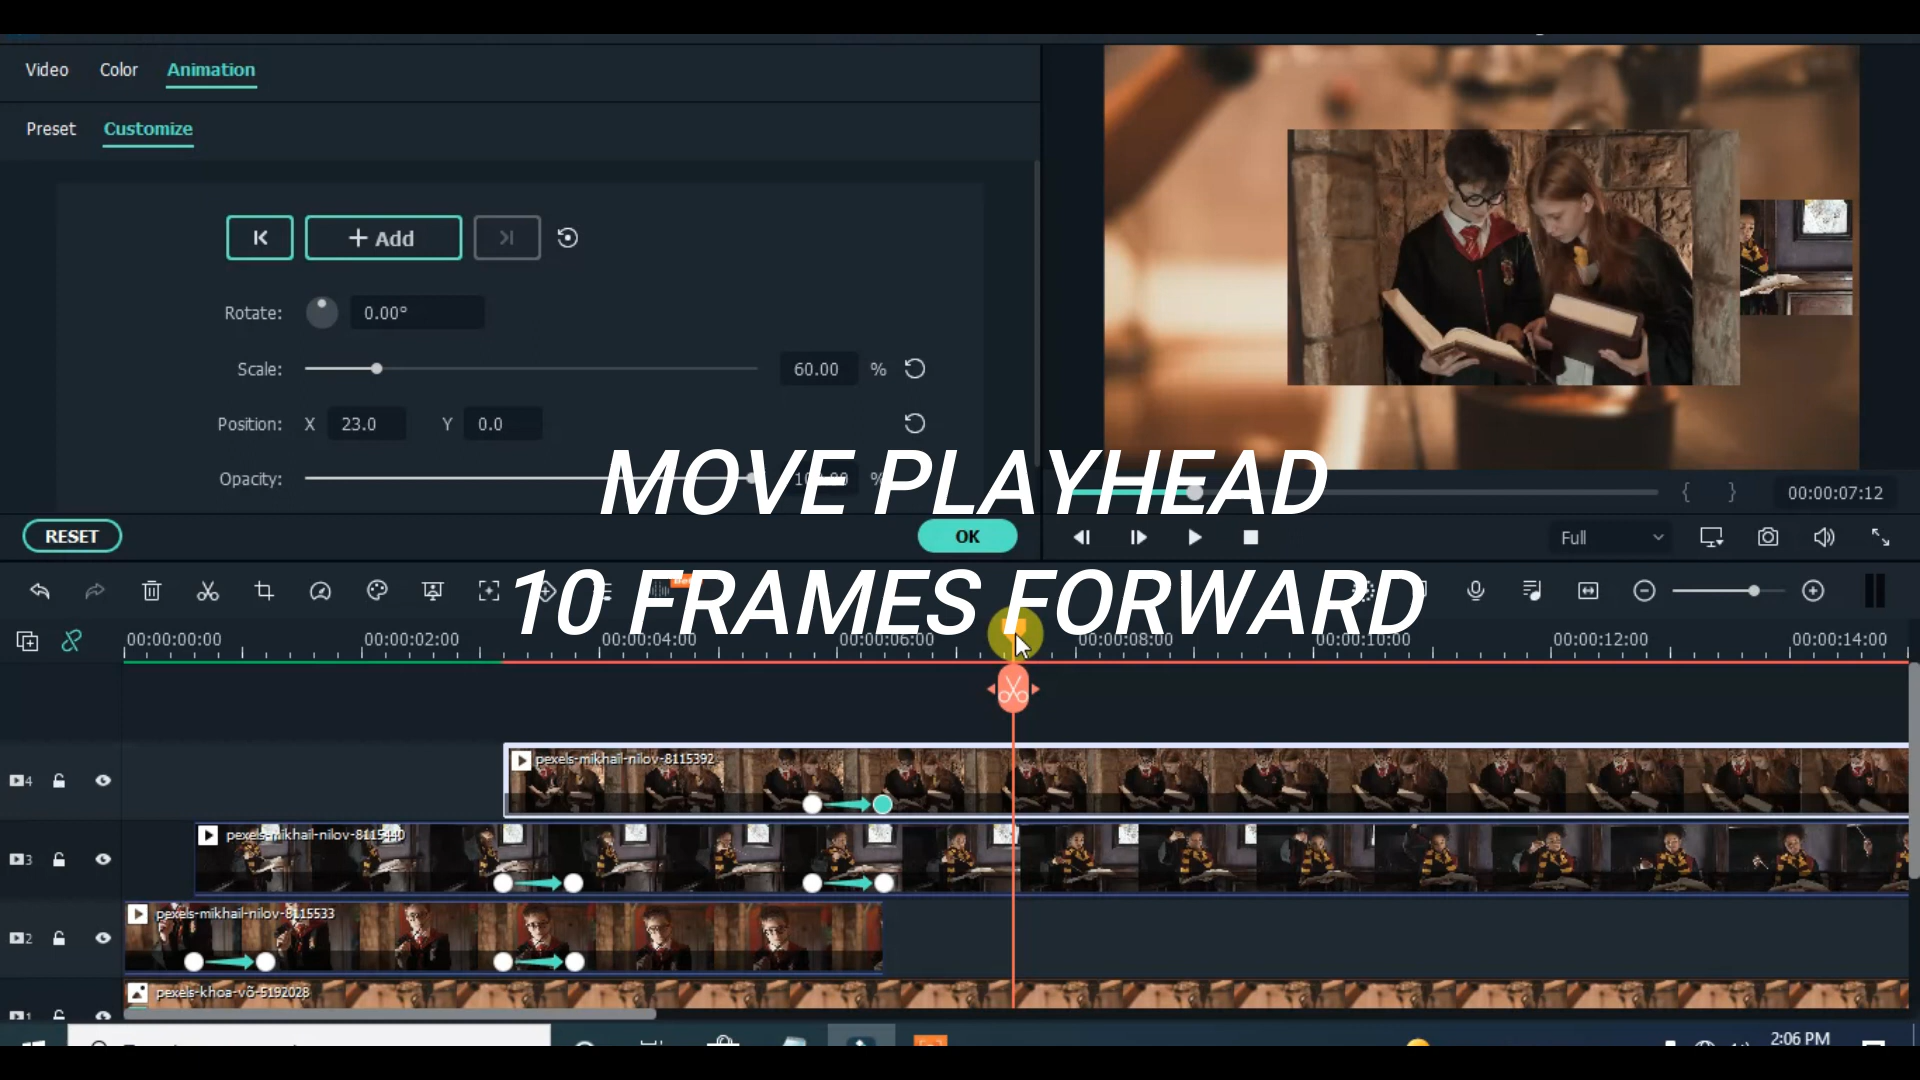 Video Color Animation
Preset Customize
+ Add
Rotate: 0.00°
Scale: 60.00 %
Position: X 23.0 Y 0.0
Opacity: %
MOVE PLAYHEAD
{ } 00:00:07:12
RESET OK
Full
10 FRAMES FORWARD
00:00:00:00 00:00:02:00 00:00:04:00 00:00:06:00 00:00:08:00 00:00:10:00 00:00:12:00 00:00:14:00
4 pexels-mikhail-nilov-8115392
3 pexels-mikhail-nilov-8115440
2 pexels-mikhail-nilov-8115533
1 pexels-khoa-võ-5192028
2:06 PM